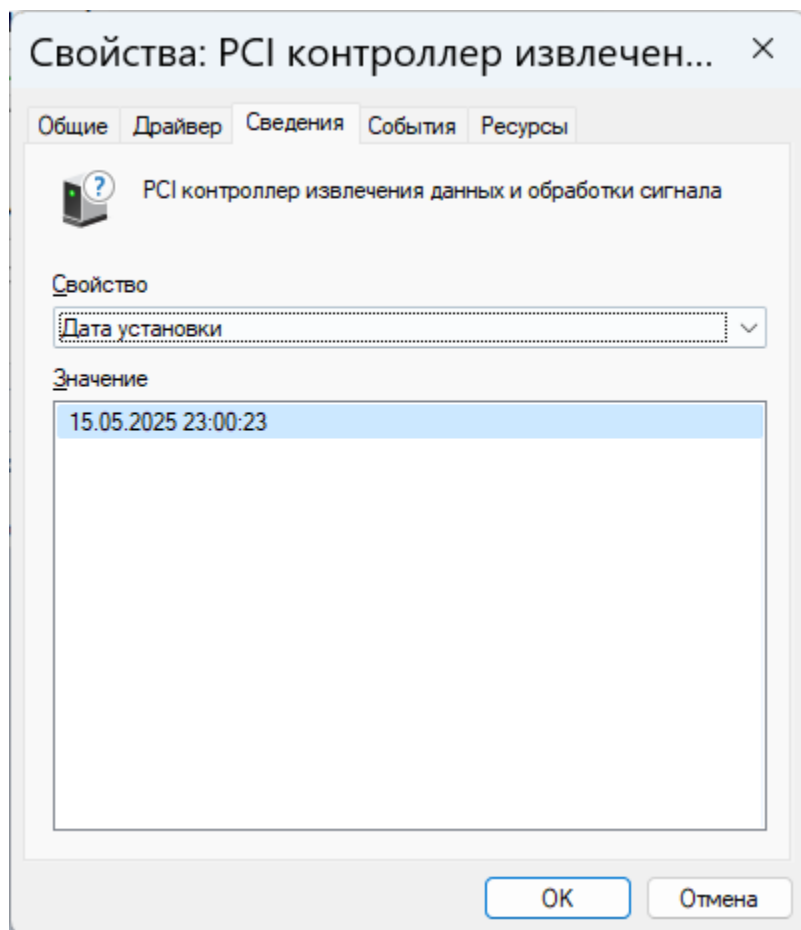 Свойства: PCI контроллер извлечен...
Общие Драйвер Сведения События Ресурсы
PCI контроллер извлечения данных и обработки сигнала
Свойство
Дата установки
Значение
15.05.2025 23:00:23
ОК Отмена